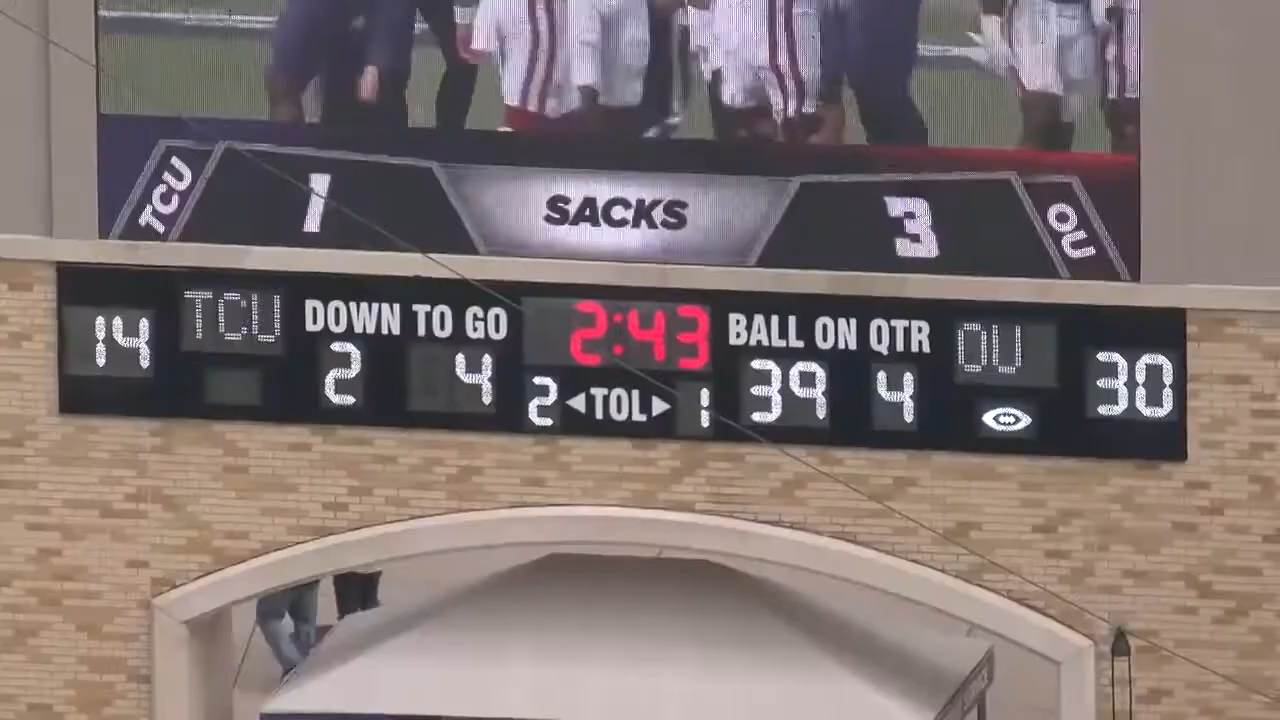 TCU 1 SACKS 3 OU
14 TCU DOWN TO GO 2:43 BALL ON QTR OU 30
2 4 2 ◀TOL▶ 1 39 4